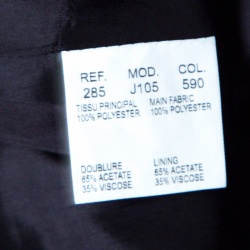 REF. MOD. COL.
285 J105 590
TISSU PRINCIPAL MAIN FABRIC
100% POLYESTER 100% POLYESTER
DOUBLURE LINING
65% ACETATE 65% ACETATE
35% VISCOSE 35% VISCOSE